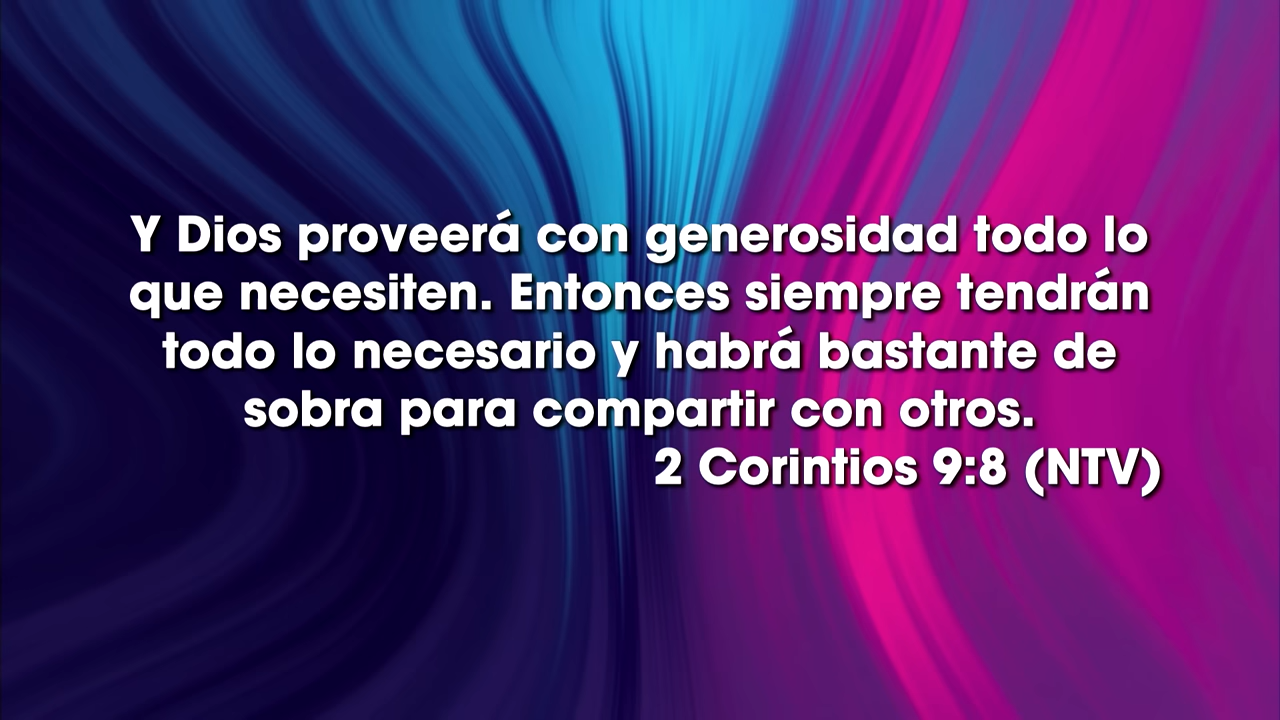 Y Dios proveerá con generosidad todo lo
que necesiten. Entonces siempre tendrán
todo lo necesario y habrá bastante de
sobra para compartir con otros.
2 Corintios 9:8 (NTV)